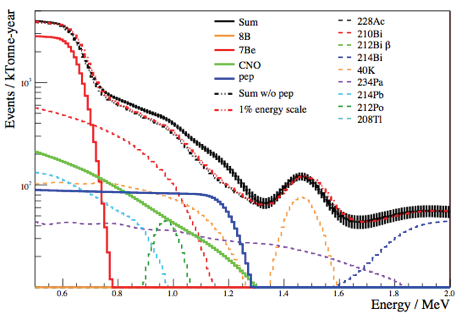 Events / kTonne-year
10³
10²
Sum
8B
7Be
CNO
pep
Sum w/o pep
1% energy scale
228Ac
210Bi
212Bi β
214Bi
40K
234Pa
214Pb
212Po
208Tl
0.6 0.8 1.0 1.2 1.4 1.6 1.8 2.0
Energy / MeV